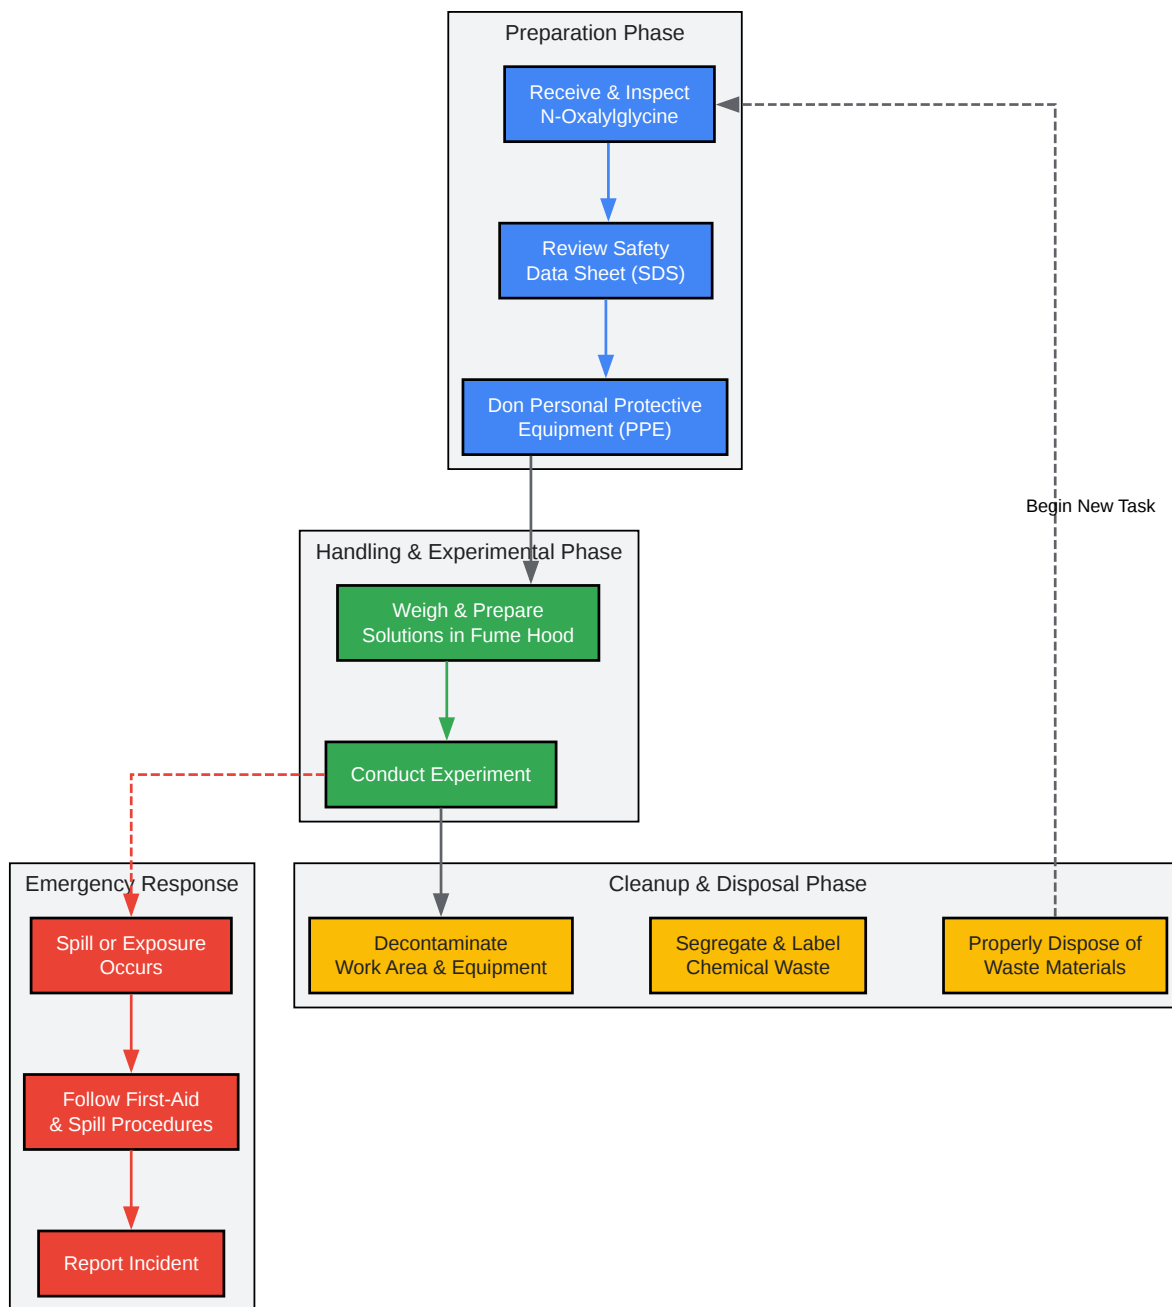 Preparation Phase
Receive & Inspect
N-Oxalylglycine
Review Safety
Data Sheet (SDS)
Don Personal Protective
Equipment (PPE)
Begin New Task
Handling & Experimental Phase
Weigh & Prepare
Solutions in Fume Hood
Conduct Experiment
Emergency Response
Spill or Exposure
Occurs
Follow First-Aid
& Spill Procedures
Report Incident
Cleanup & Disposal Phase
Decontaminate
Work Area & Equipment
Segregate & Label
Chemical Waste
Properly Dispose of
Waste Materials